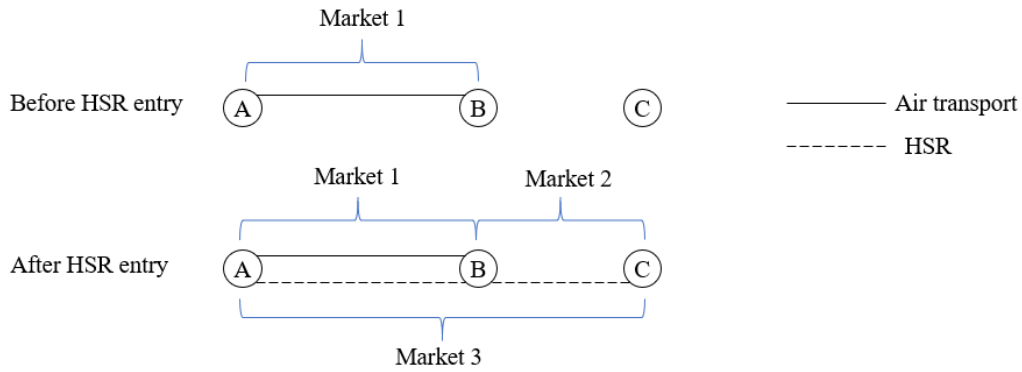 Market 1
Before HSR entry A B C Air transport
HSR
Market 1 Market 2
After HSR entry A B C
Market 3